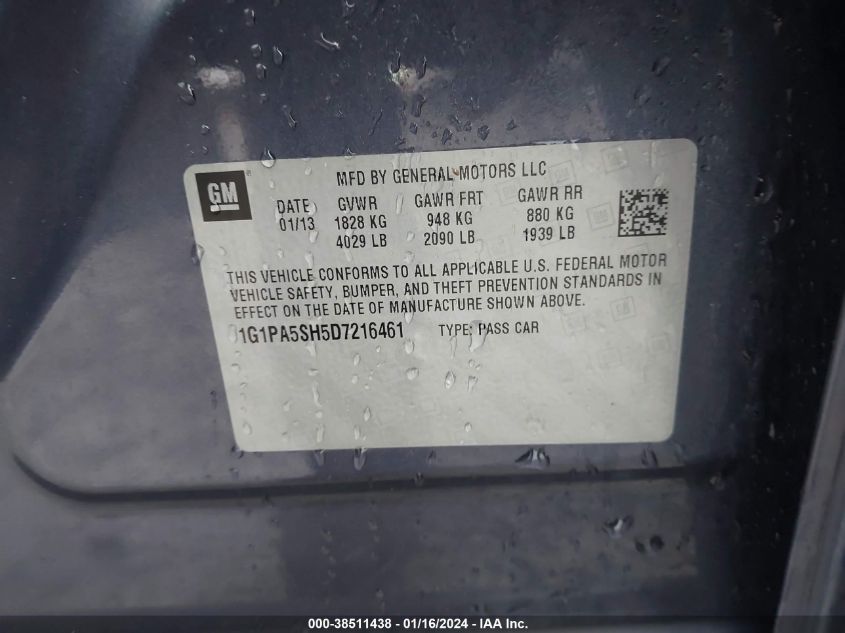 GM
MFD BY GENERAL MOTORS LLC
DATE GVWR GAWR FRT GAWR RR
01/13 1828 KG 948 KG 880 KG
4029 LB 2090 LB 1939 LB
THIS VEHICLE CONFORMS TO ALL APPLICABLE U.S. FEDERAL MOTOR
VEHICLE SAFETY, BUMPER, AND THEFT PREVENTION STANDARDS IN
EFFECT ON THE DATE OF MANUFACTURE SHOWN ABOVE.
1G1PA5SH5D7216461 TYPE: PASS CAR
000-38511438 - 01/16/2024 - IAA Inc.